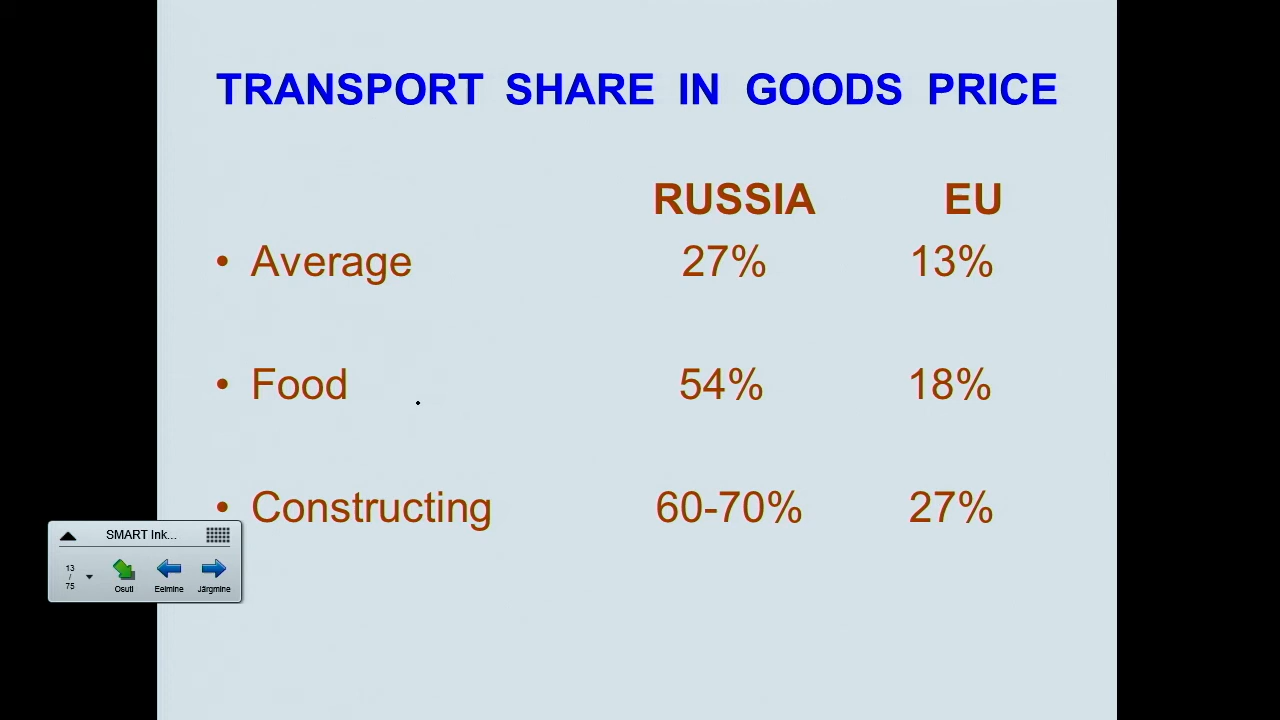 TRANSPORT SHARE IN GOODS PRICE
RUSSIA EU
• Average 27% 13%
• Food 54% 18%
• Constructing 60-70% 27%
SMART Ink...
13 / 75
Osuti Eelmine Järgmine